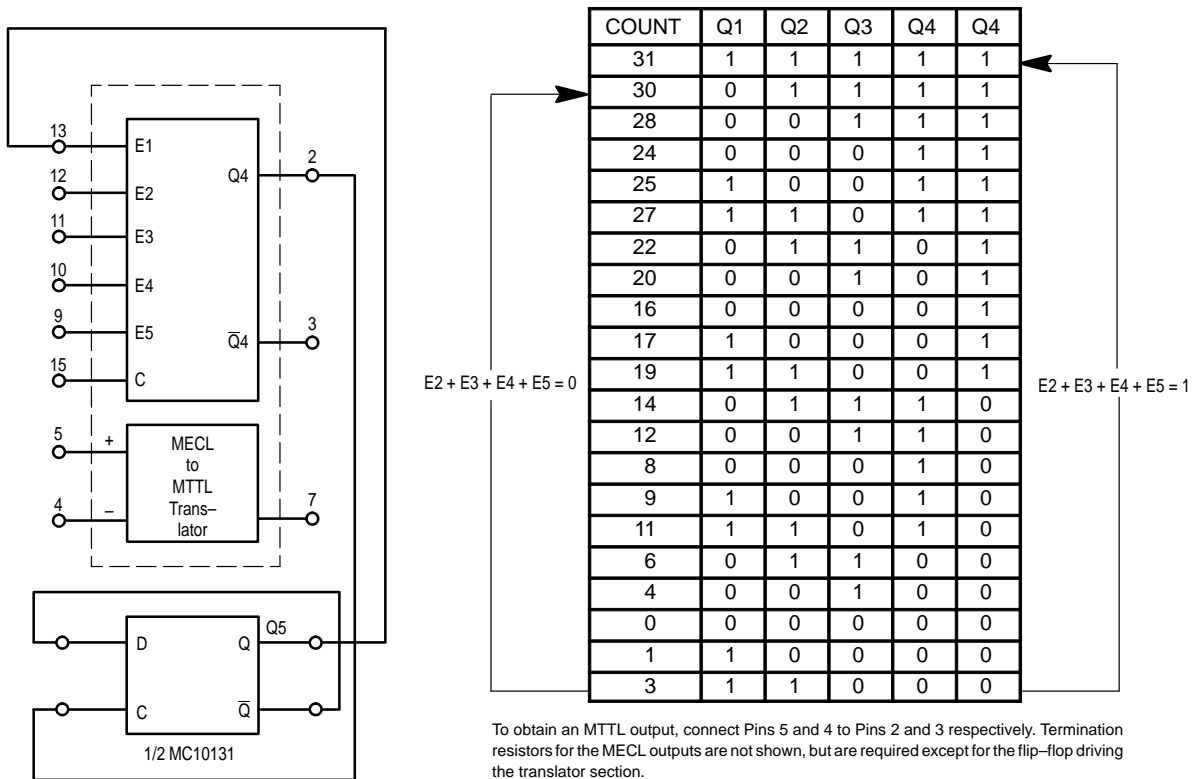 13
E1
12
E2
11
E3
10
E4
9
E5
15
C
Q4
2
Q̅4
3
5
+
4
–
MECL
to
MTTL
Trans–
lator
7
D
Q
Q5
C
Q̅
1/2 MC10131
COUNT Q1 Q2 Q3 Q4 Q4
31 1 1 1 1 1
30 0 1 1 1 1
28 0 0 1 1 1
24 0 0 0 1 1
25 1 0 0 1 1
27 1 1 0 1 1
22 0 1 1 0 1
20 0 0 1 0 1
16 0 0 0 0 1
17 1 0 0 0 1
19 1 1 0 0 1
14 0 1 1 1 0
12 0 0 1 1 0
8 0 0 0 1 0
9 1 0 0 1 0
11 1 1 0 1 0
6 0 1 1 0 0
4 0 0 1 0 0
0 0 0 0 0 0
1 1 0 0 0 0
3 1 1 0 0 0
E2 + E3 + E4 + E5 = 0
E2 + E3 + E4 + E5 = 1
To obtain an MTTL output, connect Pins 5 and 4 to Pins 2 and 3 respectively. Termination
resistors for the MECL outputs are not shown, but are required except for the flip–flop driving
the translator section.